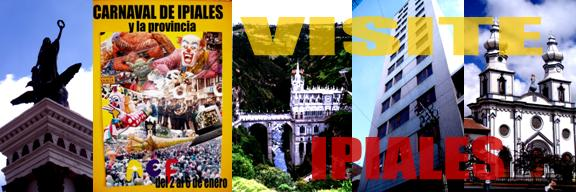 CARNAVAL DE IPIALES
y la provincia
del 2 al 6 de enero
VISITE
IPIALES